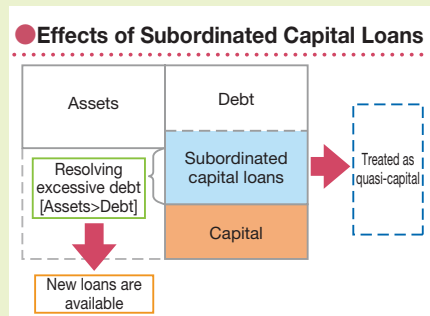 Effects of Subordinated Capital Loans
Assets
Debt
Subordinated
capital loans
Capital
Resolving
excessive debt
[Assets>Debt]
New loans are
available
Treated as
quasi-capital